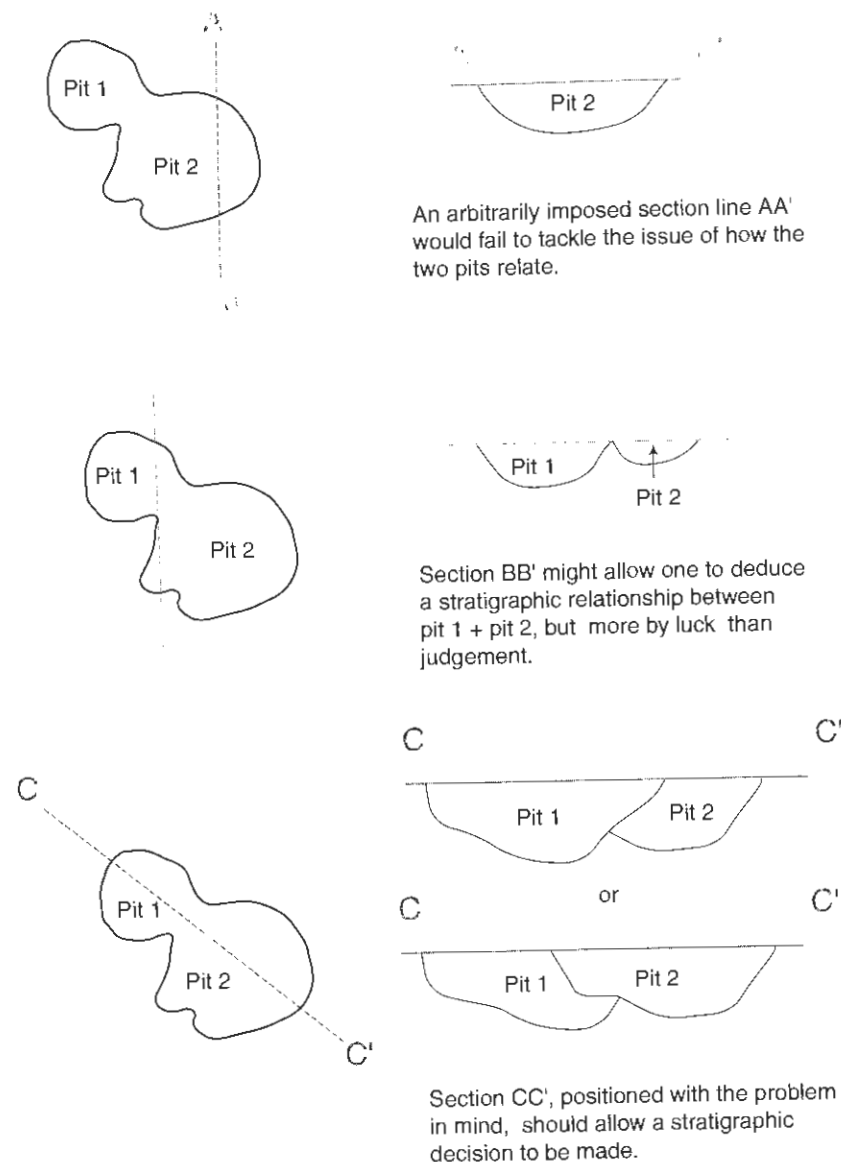 Pit 1
Pit 2
Pit 2
An arbitrarily imposed section line AA'
would fail to tackle the issue of how the
two pits relate.
Pit 1
Pit 2
Pit 1
Pit 2
Section BB' might allow one to deduce
a stratigraphic relationship between
pit 1 + pit 2, but more by luck than
judgement.
C
Pit 1
Pit 2
C'
C
C'
Pit 1
Pit 2
or
C
C'
Pit 1
Pit 2
Section CC', positioned with the problem
in mind, should allow a stratigraphic
decision to be made.